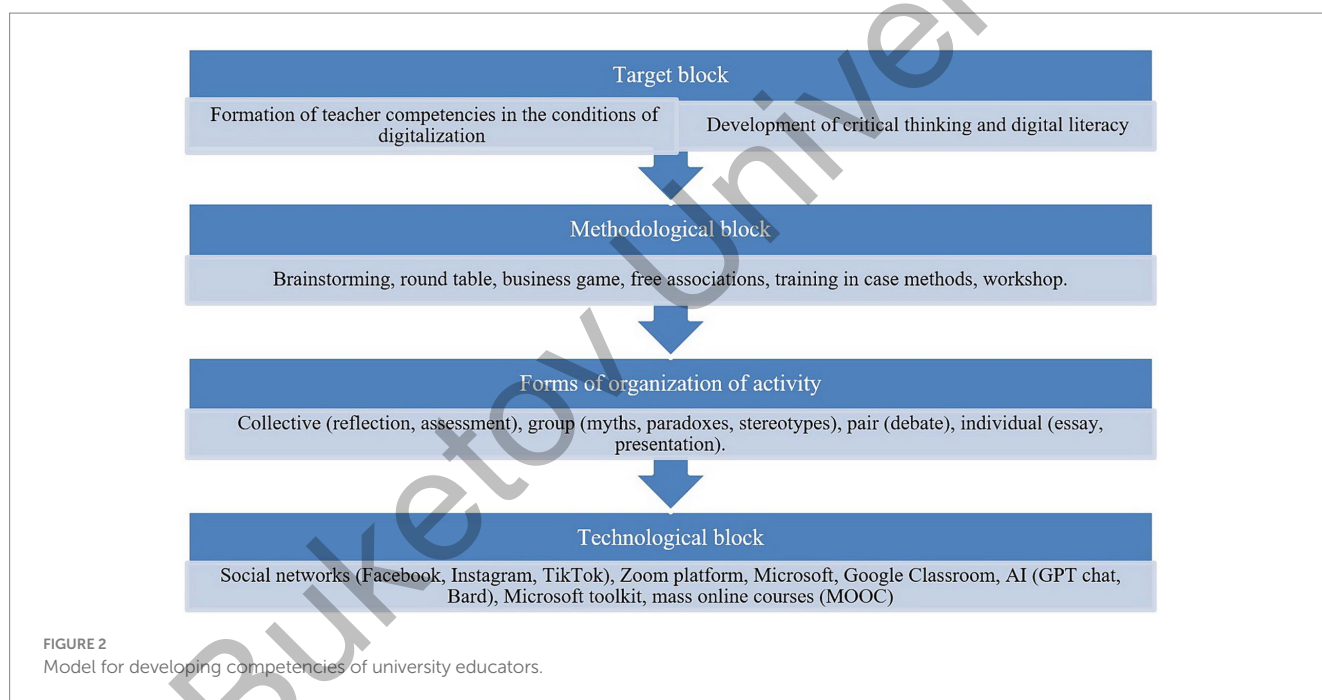 Target block
Formation of teacher competencies in the conditions of
digitalization
Development of critical thinking and digital literacy
Methodological block
Brainstorming, round table, business game, free associations, training in case methods, workshop.
Forms of organization of activity
Collective (reflection, assessment), group (myths, paradoxes, stereotypes), pair (debate), individual (essay,
presentation).
Technological block
Social networks (Facebook, Instagram, TikTok), Zoom platform, Microsoft, Google Classroom, AI (GPT chat,
Bard), Microsoft toolkit, mass online courses (MOOC)
FIGURE 2
Model for developing competencies of university educators.
Buketov Univer